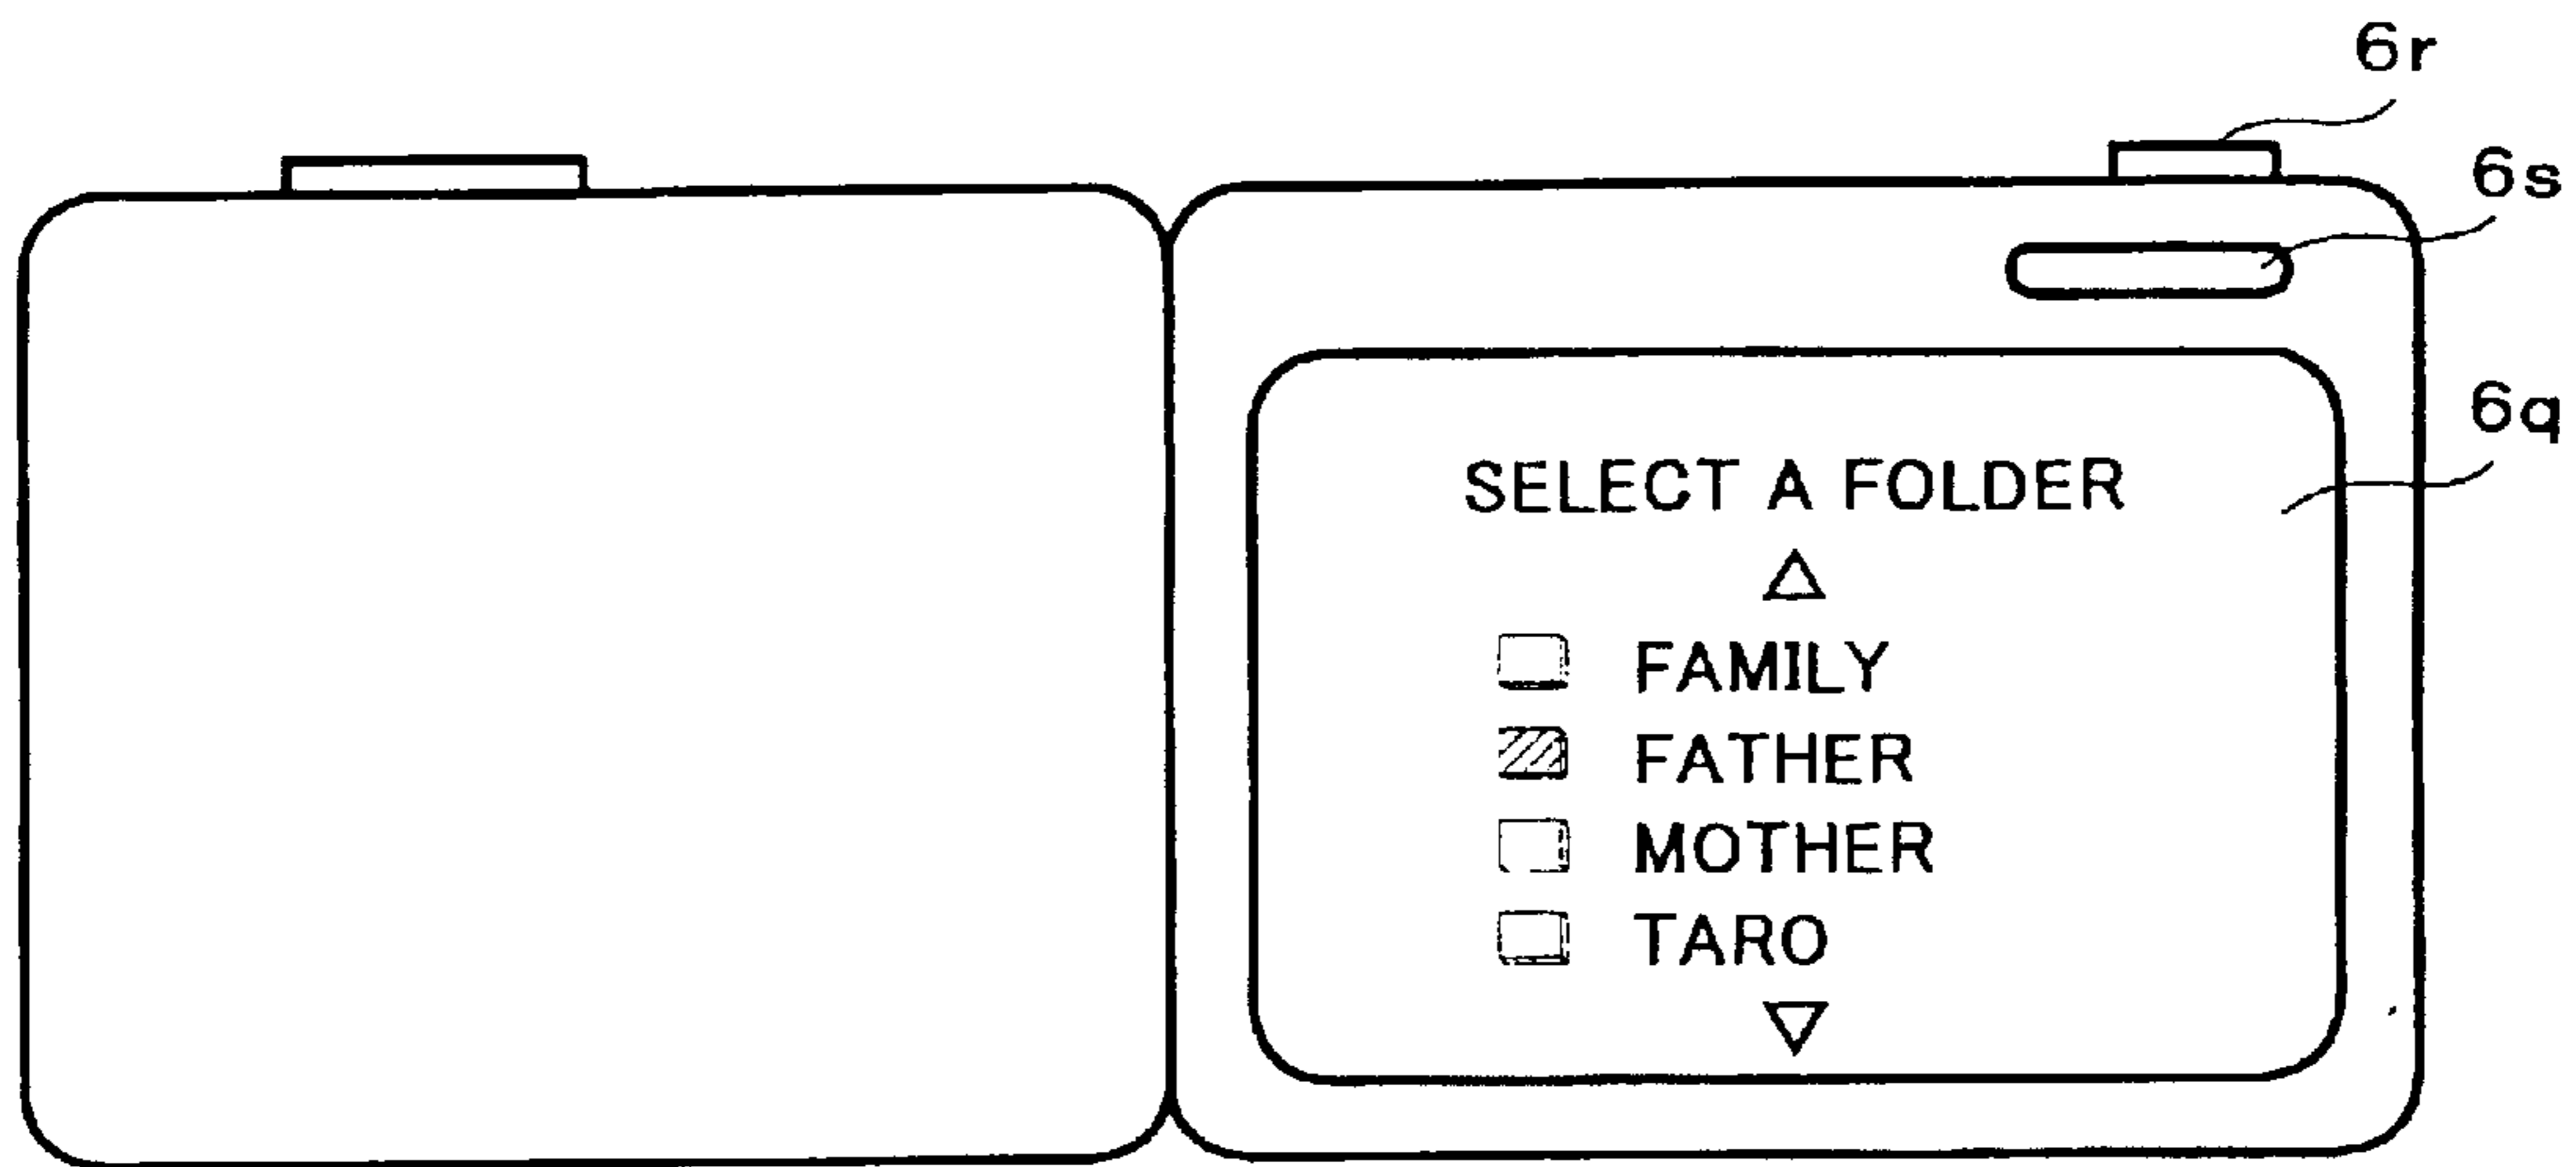 6r
6s
6q
SELECT A FOLDER
FAMILY
FATHER
MOTHER
TARO